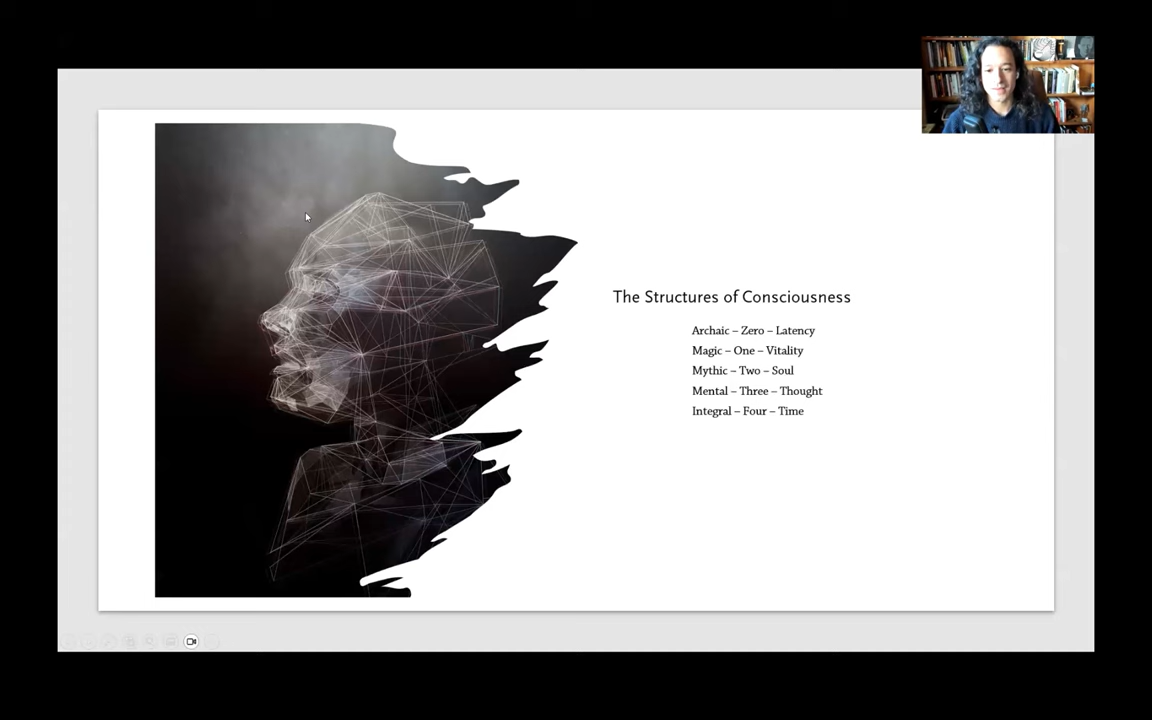 The Structures of Consciousness
Archaic – Zero – Latency
Magic – One – Vitality
Mythic – Two – Soul
Mental – Three – Thought
Integral – Four – Time